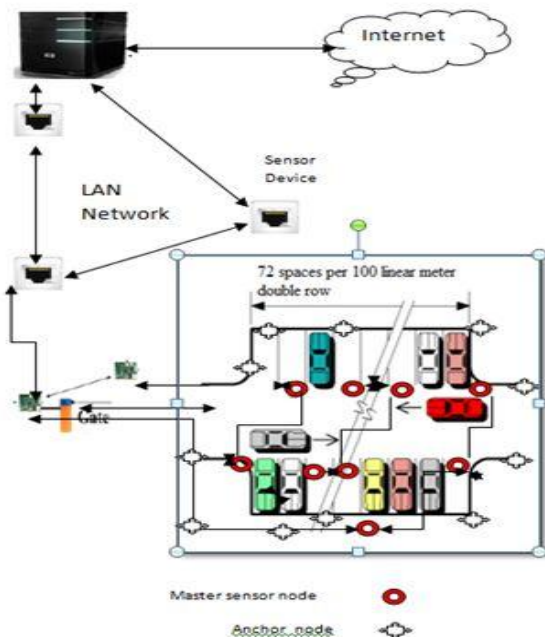 Internet
Sensor
Device
LAN
Network
72 spaces per 100 linear meter
double row
Gate
Master sensor node
Anchor node